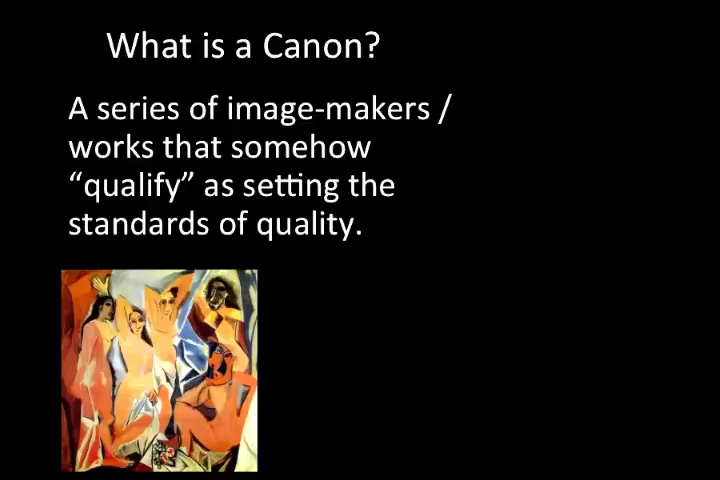 What is a Canon?
A series of image-makers /
works that somehow
“qualify” as setting the
standards of quality.